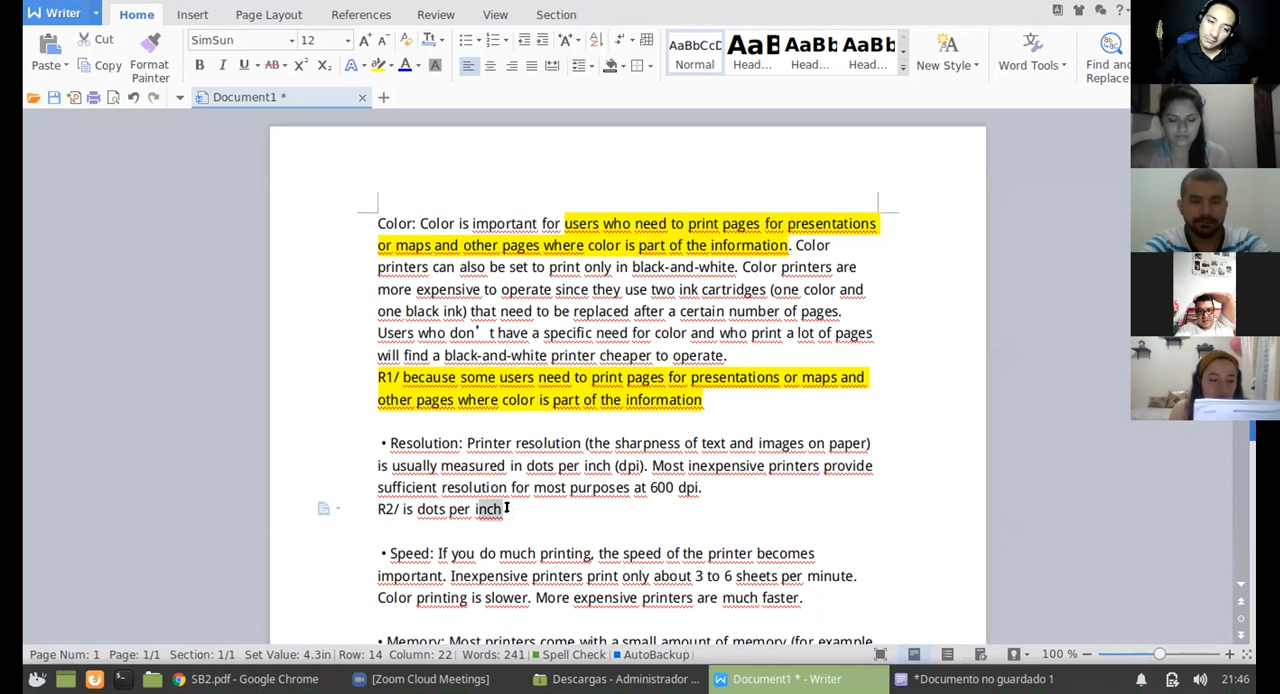 Writer
Home
Insert
Page Layout
References
Review
View
Section
Cut
SimSun
12
AaBbCcD
AaBb
AaBb
AaBb
Paste
Copy
Format
Painter
B
I
U
AB
Normal
Head...
Head...
Head...
New Style
Word Tools
Find and
Replace
Document1 *
Color: Color is important for users who need to print pages for presentations
or maps and other pages where color is part of the information. Color
printers can also be set to print only in black-and-white. Color printers are
more expensive to operate since they use two ink cartridges (one color and
one black ink) that need to be replaced after a certain number of pages.
Users who don’t have a specific need for color and who print a lot of pages
will find a black-and-white printer cheaper to operate.
R1/ because some users need to print pages for presentations or maps and
other pages where color is part of the information
• Resolution: Printer resolution (the sharpness of text and images on paper)
is usually measured in dots per inch (dpi). Most inexpensive printers provide
sufficient resolution for most purposes at 600 dpi.
R2/ is dots per inch
• Speed: If you do much printing, the speed of the printer becomes
important. Inexpensive printers print only about 3 to 6 sheets per minute.
Color printing is slower. More expensive printers are much faster.
• Memory: Most printers come with a small amount of memory (for example
Page Num: 1 Page: 1/1 Section: 1/1 Set Value: 4.3in Row: 14 Column: 22 Words: 241 Spell Check AutoBackup
100 %
SB2.pdf - Google Chrome
[Zoom Cloud Meetings]
Descargas - Administrador ...
Document1 * - Writer
*Documento no guardado 1
21:46